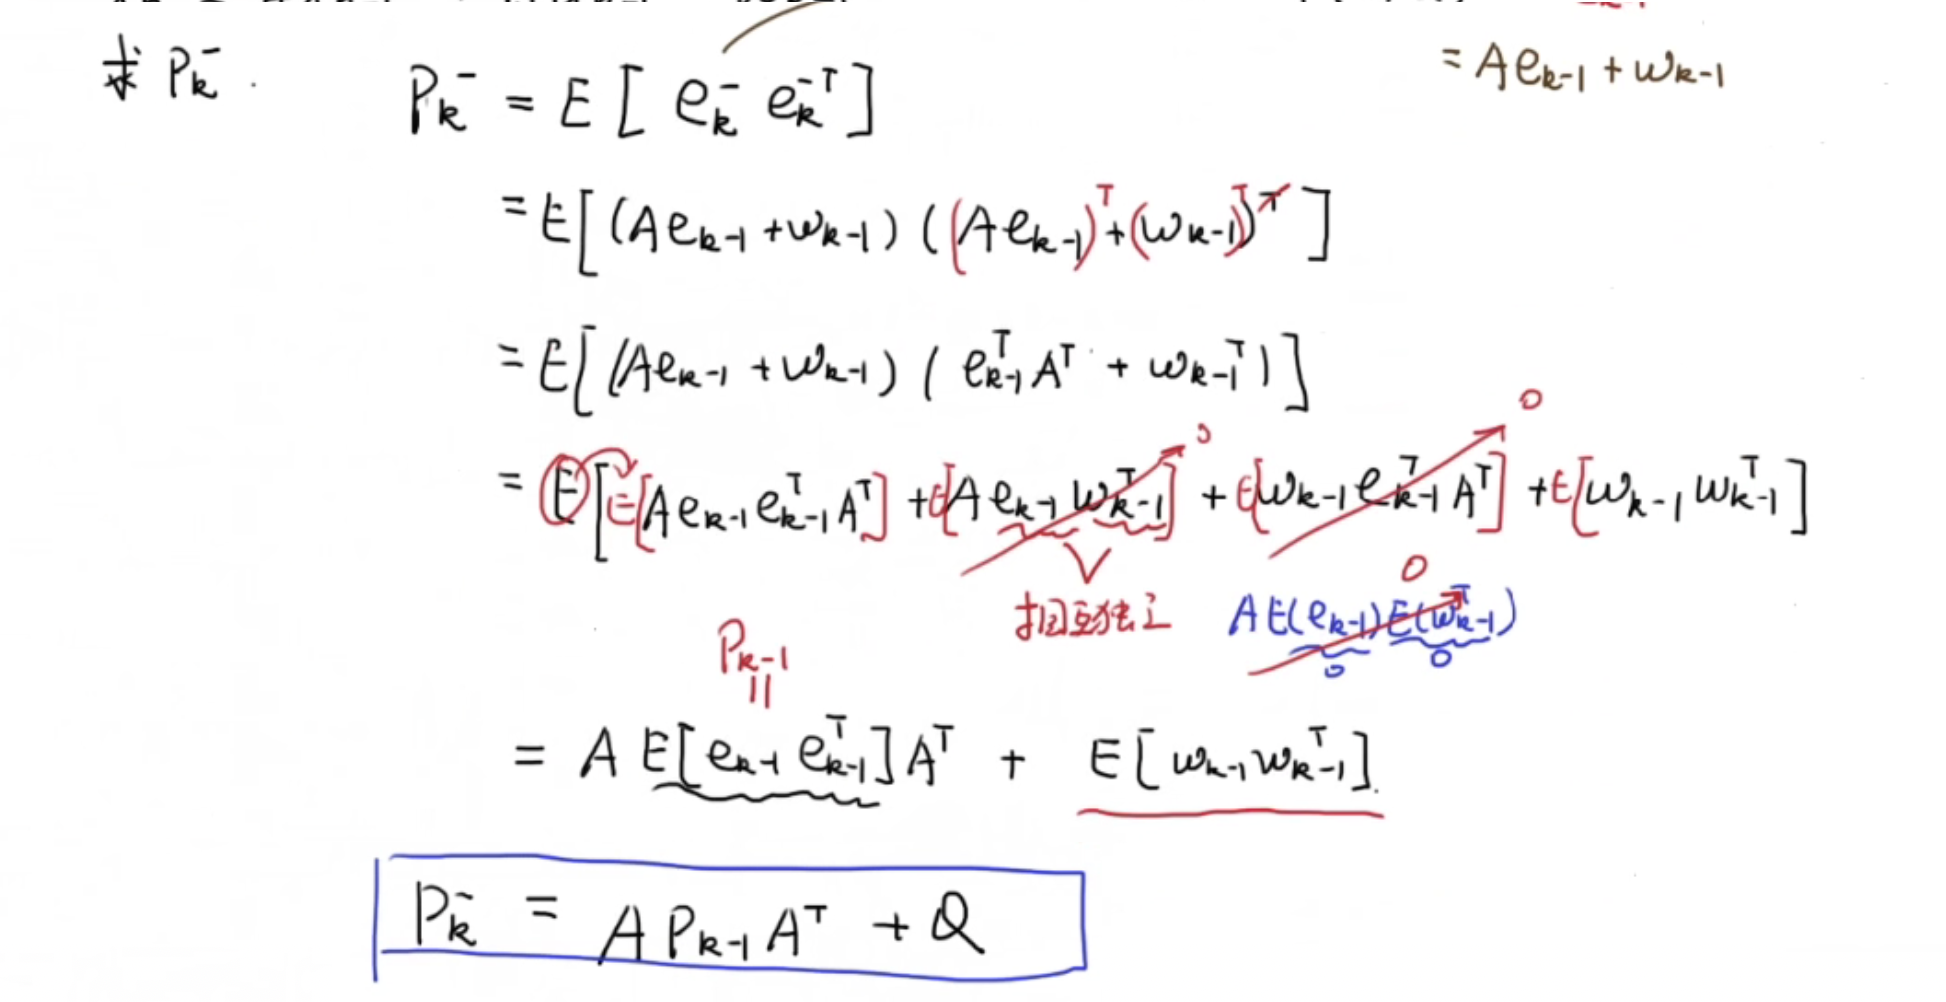 = Ae_{k-1} + w_{k-1}
求 P_k^- . P_k^- = E [ e_k^- e_k^{-T} ]
= E[ (Ae_{k-1} + w_{k-1}) ( (Ae_{k-1})^T + (w_{k-1})^T )^T ]
= E[ (Ae_{k-1} + w_{k-1}) ( e_{k-1}^T A^T + w_{k-1}^T ) ]
0 0
= E[ E[Ae_{k-1} e_{k-1}^T A^T] + E[Ae_{k-1} w_{k-1}^T] + E[w_{k-1} e_{k-1}^T A^T] + E[w_{k-1} w_{k-1}^T ]
0
相互独立 A E(e_{k-1}) E(w_{k-1}^T)
0 0
P_{k-1}
||
= A E[e_{k-1} e_{k-1}^T] A^T + E[w_{k-1} w_{k-1}^T].
P_k^- = A P_{k-1} A^T + Q